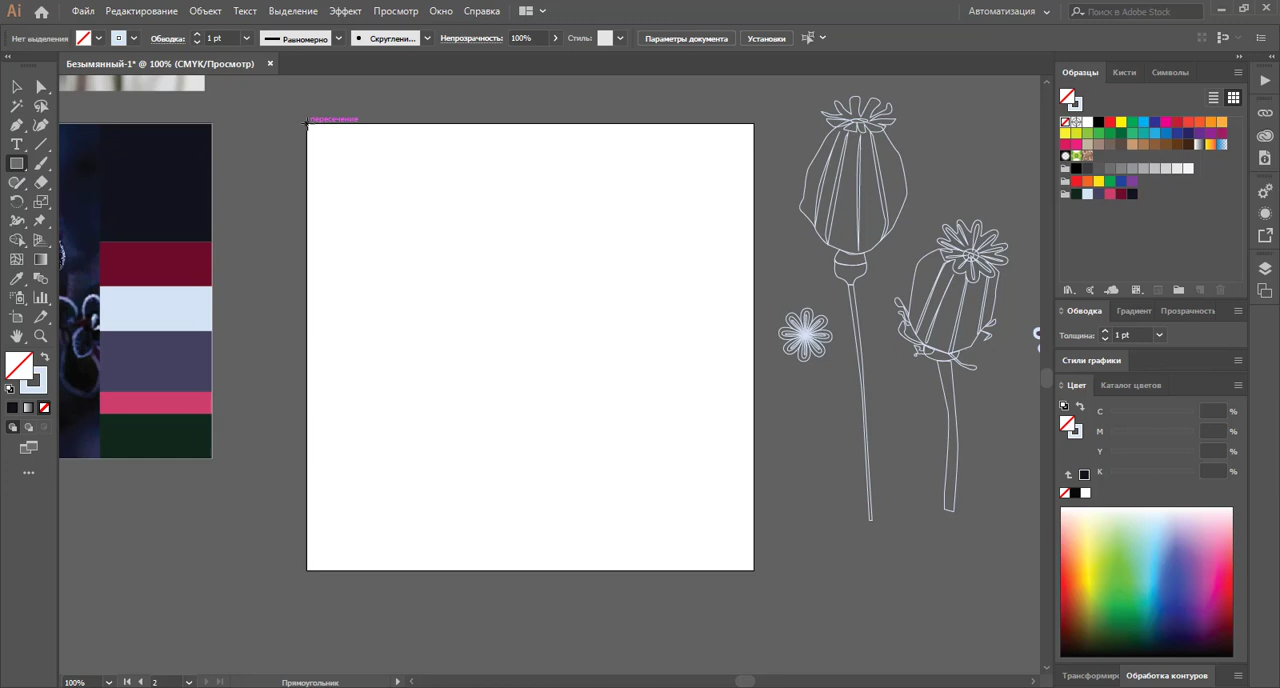 Ai Файл Редактирование Объект Текст Выделение Эффект Просмотр Окно Справка Автоматизация Поиск в Adobe Stock
Нет выделения Обводка: 1 pt Равномерно Скруглени... Непрозрачность: 100% Стиль: Параметры документа Установки
Безымянный-1* @ 100% (CMYK/Просмотр)
Образцы Кисти Символы
пересечение
Обводка Градиент Прозрачность
Толщина: 1 pt
Стили графики
Цвет Каталог цветов
C %
M %
Y %
K %
100% 2 Прямоугольник Трансформиро Обработка контуров